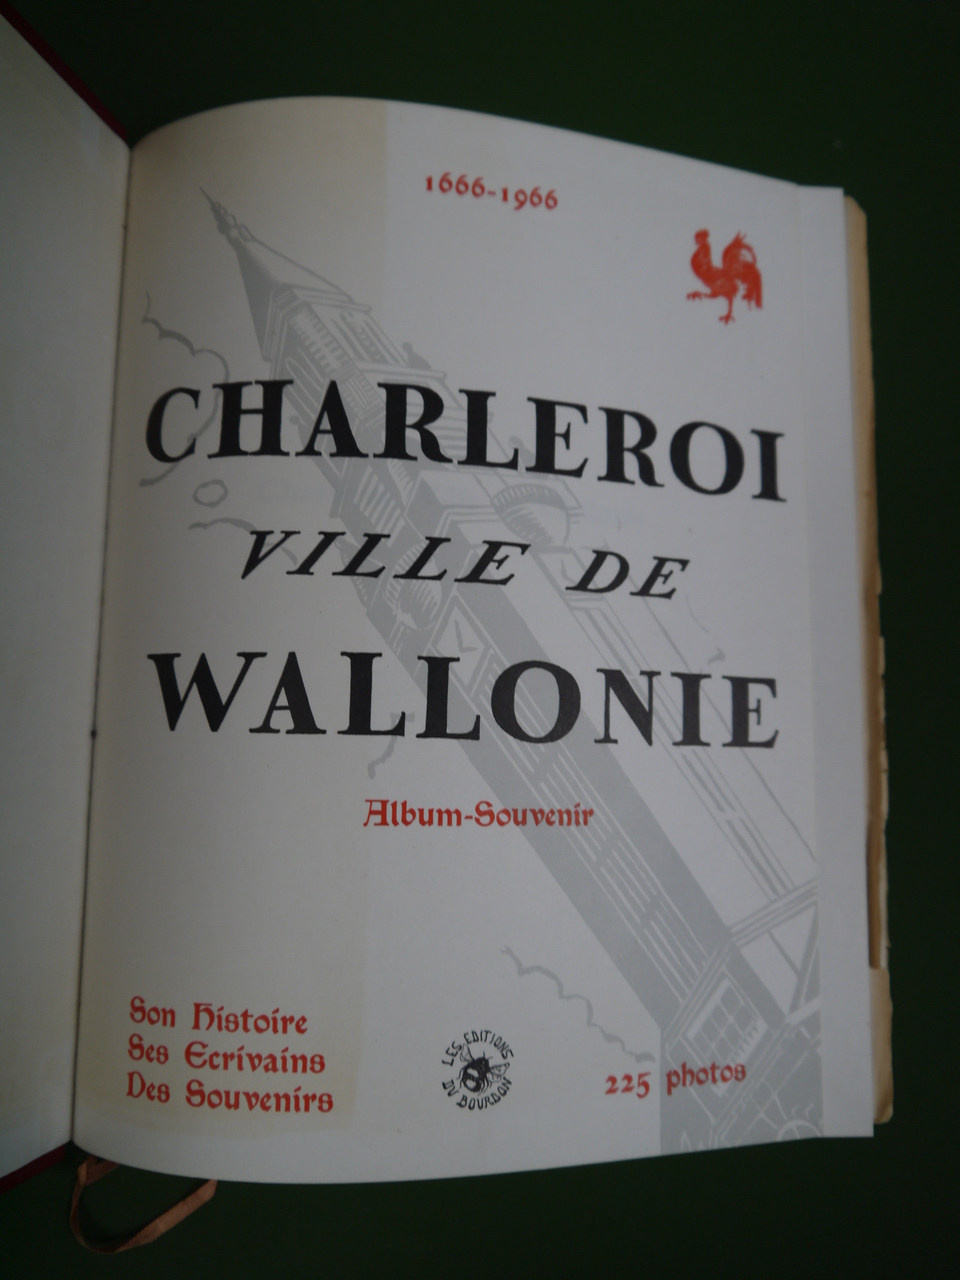 1666-1966
CHARLEROI
VILLE DE
WALLONIE
Album-Souvenir
Son Histoire
Ses Ecrivains
Des Souvenirs
LES EDITIONS
DU BOURDON
225 photos